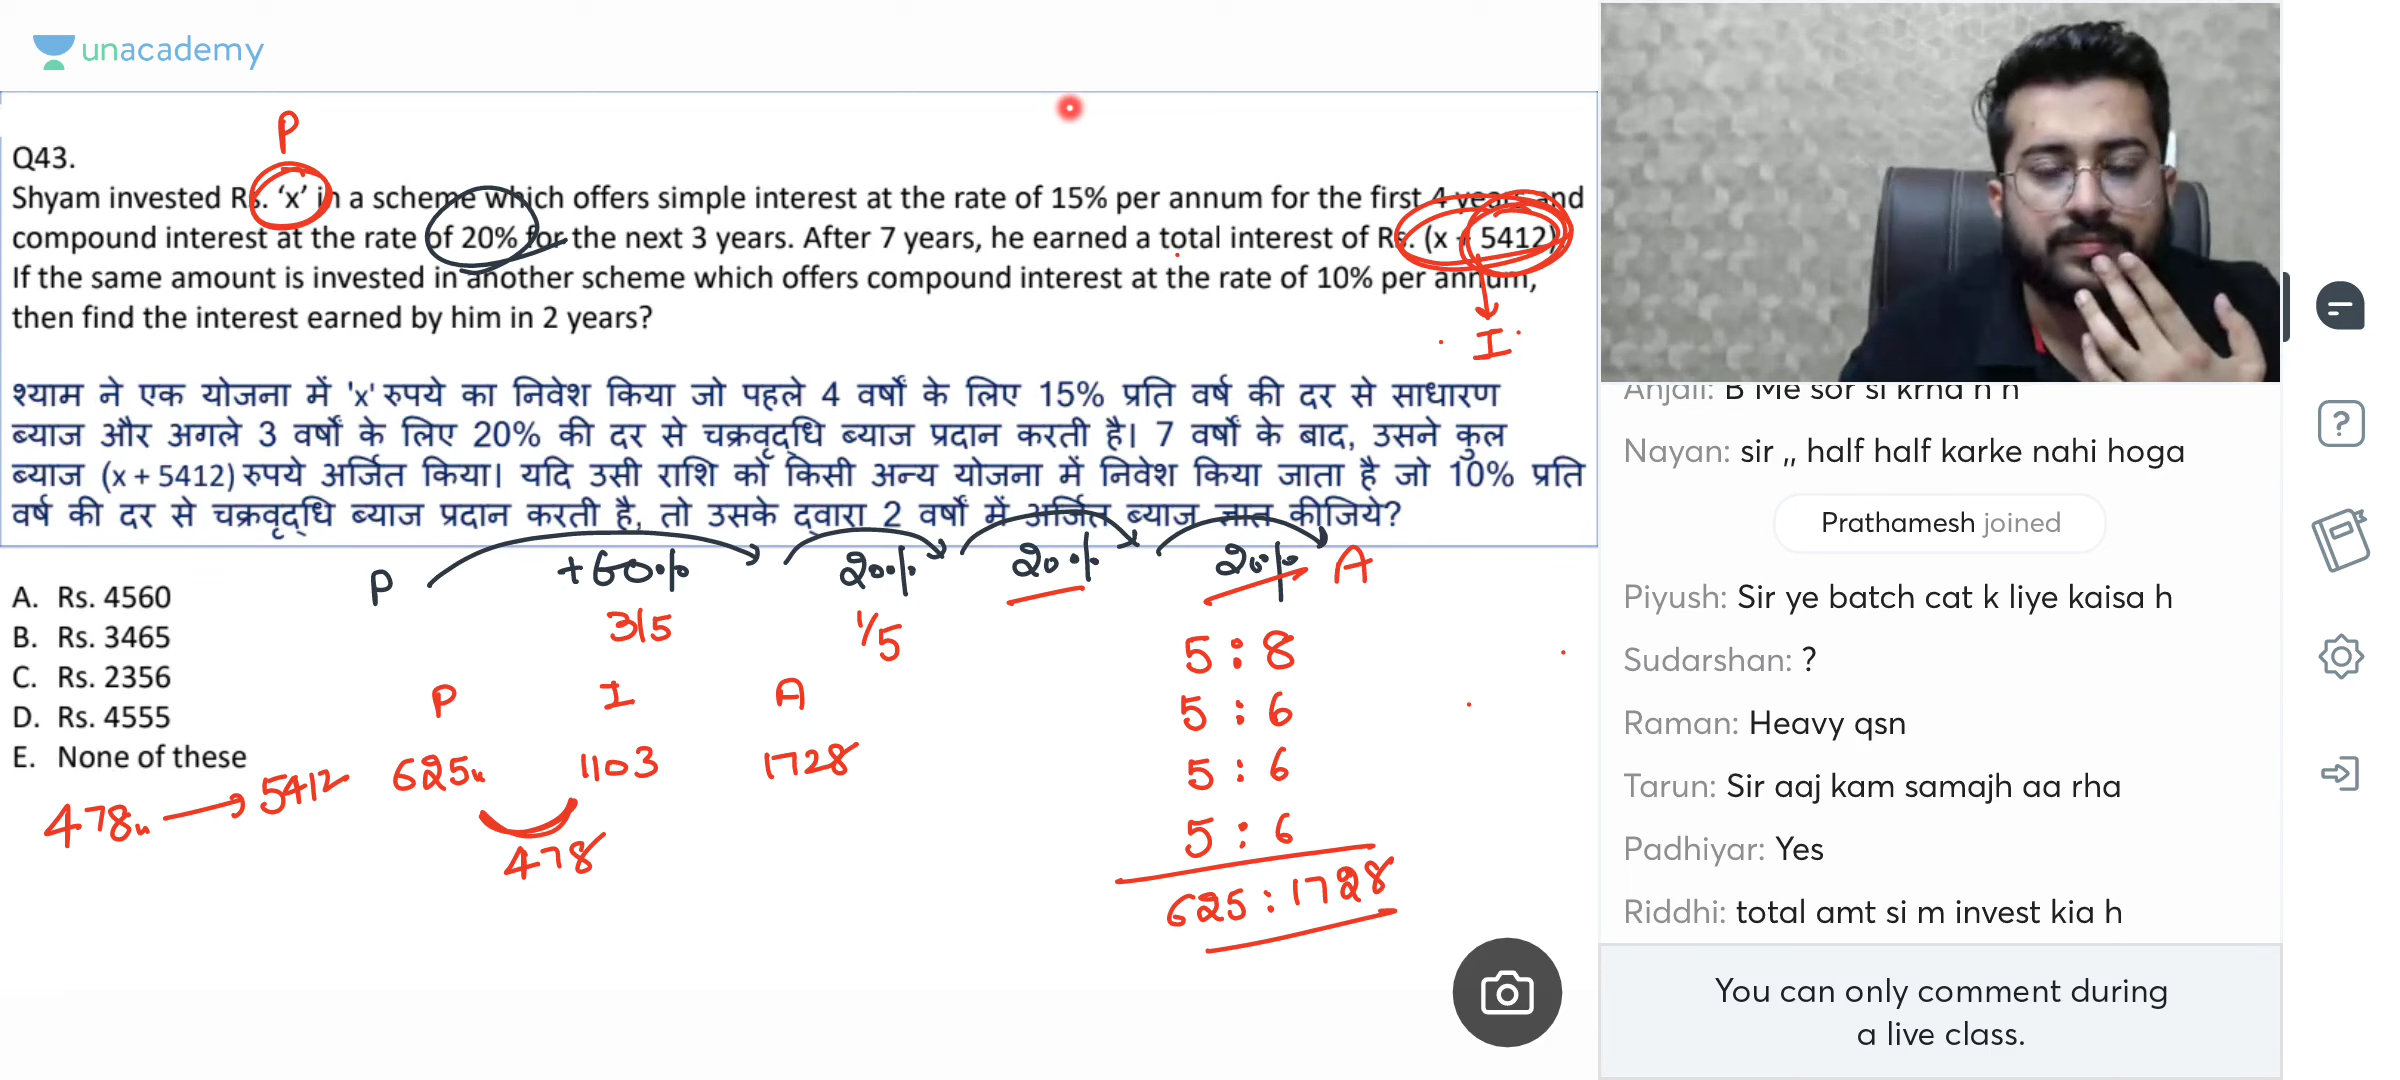 unacademy
P
Q43.
Shyam invested Rs. ‘x’ in a scheme which offers simple interest at the rate of 15% per annum for the first 4 years and
compound interest at the rate of 20% for the next 3 years. After 7 years, he earned a total interest of Rs. (x + 5412).
If the same amount is invested in another scheme which offers compound interest at the rate of 10% per annum,
then find the interest earned by him in 2 years?
I
श्याम ने एक योजना में 'x' रुपये का निवेश किया जो पहले 4 वर्षों के लिए 15% प्रति वर्ष की दर से साधारण
ब्याज और अगले 3 वर्षों के लिए 20% की दर से चक्रवृद्धि ब्याज प्रदान करती है। 7 वर्षों के बाद, उसने कुल
ब्याज (x + 5412) रुपये अर्जित किया। यदि उसी राशि को किसी अन्य योजना में निवेश किया जाता है जो 10% प्रति
वर्ष की दर से चक्रवृद्धि ब्याज प्रदान करती है, तो उसके द्वारा 2 वर्षों में अर्जित ब्याज ज्ञात कीजिये?
P +60% 20% 20% 20% A
3/5 1/5
A. Rs. 4560
B. Rs. 3465
C. Rs. 2356
D. Rs. 4555
E. None of these
P I A
625u 1103 1728
478
478u → 5412
5 : 8
5 : 6
5 : 6
5 : 6
625 : 1728
Anjali: B Me sor si krna h n
Nayan: sir ,, half half karke nahi hoga
Prathamesh joined
Piyush: Sir ye batch cat k liye kaisa h
Sudarshan: ?
Raman: Heavy qsn
Tarun: Sir aaj kam samajh aa rha
Padhiyar: Yes
Riddhi: total amt si m invest kia h
You can only comment during
a live class.
?